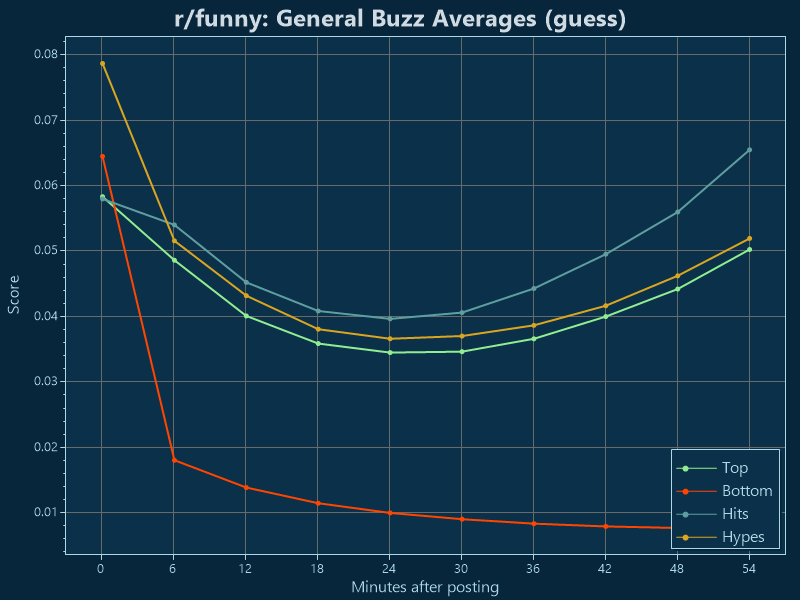 r/funny: General Buzz Averages (guess)
0.08
0.07
0.06
0.05
0.04
0.03
0.02
0.01
Score
Top
Bottom
Hits
Hypes
0 6 12 18 24 30 36 42 48 54
Minutes after posting